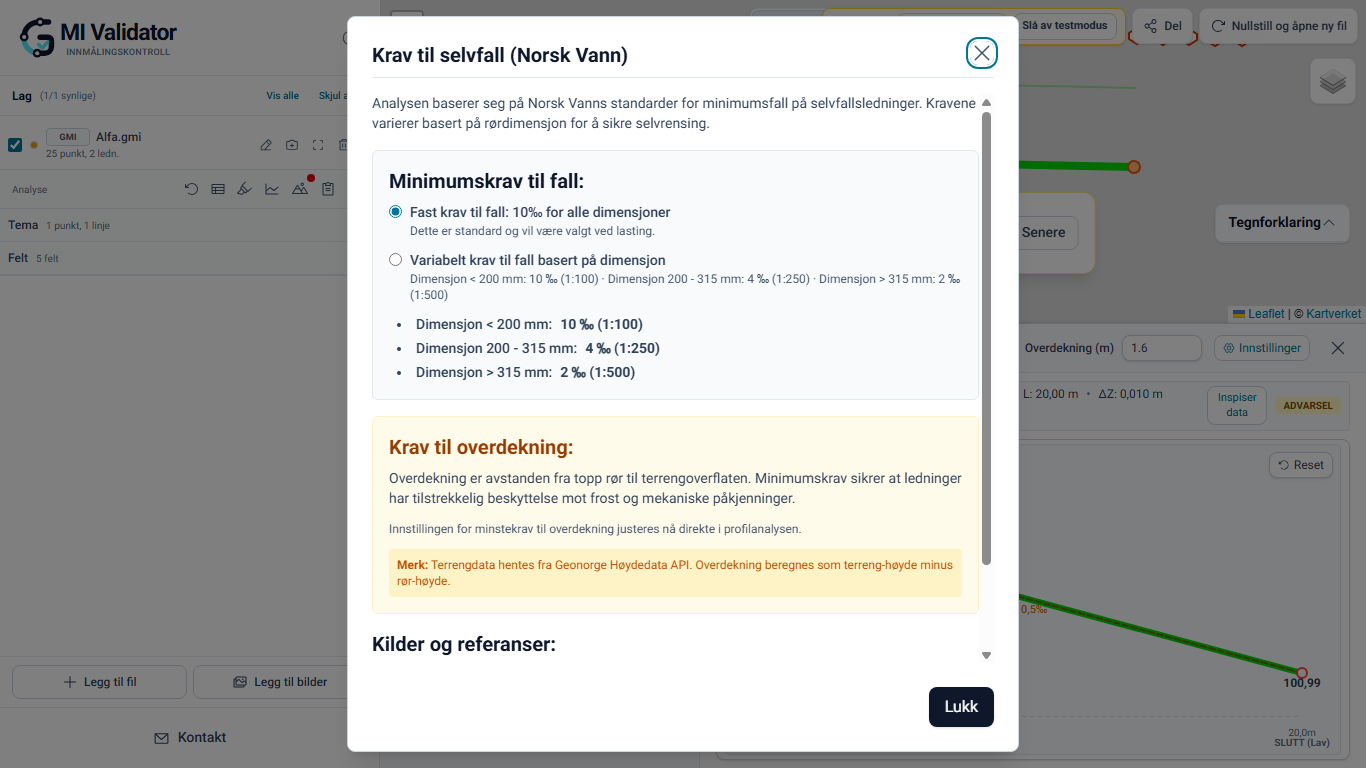 MI Validator
INNMÅLINGSKONTROLL
Lag (1/1 synlige)
Vis alle
Skjul a
GMI
Alfa.gmi
25 punkt, 2 ledn.
Analyse
Tema 1 punkt, 1 linje
Felt 5 felt
Legg til fil
Legg til bilder
Kontakt
Krav til selvfall (Norsk Vann)
Analysen baserer seg på Norsk Vanns standarder for minimumsfall på selvfallsledninger. Kravene
varierer basert på rørdimensjon for å sikre selvrensing.
Minimumskrav til fall:
Fast krav til fall: 10‰ for alle dimensjoner
Dette er standard og vil være valgt ved lasting.
Variabelt krav til fall basert på dimensjon
Dimensjon < 200 mm: 10 ‰ (1:100) · Dimensjon 200 - 315 mm: 4 ‰ (1:250) · Dimensjon > 315 mm: 2 ‰
(1:500)
• Dimensjon < 200 mm: 10 ‰ (1:100)
• Dimensjon 200 - 315 mm: 4 ‰ (1:250)
• Dimensjon > 315 mm: 2 ‰ (1:500)
Krav til overdekning:
Overdekning er avstanden fra topp rør til terrengoverflaten. Minimumskrav sikrer at ledninger
har tilstrekkelig beskyttelse mot frost og mekaniske påkjenninger.
Innstillingen for minstekrav til overdekning justeres nå direkte i profilanalysen.
Merk: Terrengdata hentes fra Geonorge Høydedata API. Overdekning beregnes som terreng-høyde minus
rør-høyde.
Kilder og referanser:
Lukk
Slå av testmodus
Del
Nullstill og åpne ny fil
Senere
Tegnforklaring
Leaflet | © Kartverket
Overdekning (m)
1.6
Innstillinger
L: 20,00 m • ΔZ: 0,010 m
Inspiser
data
ADVARSEL
Reset
0,5‰
100,99
20,0m
SLUTT (Lav)